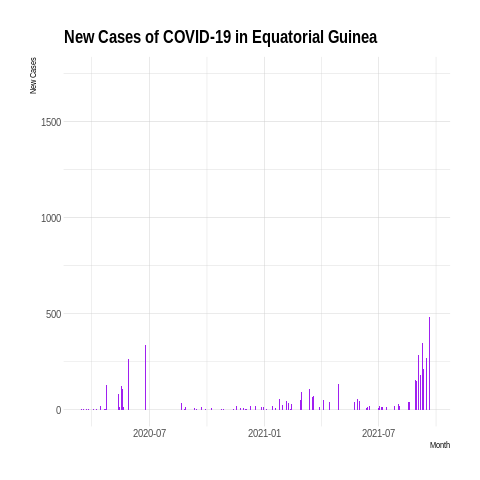 New Cases of COVID-19 in Equatorial Guinea
New Cases
1500
1000
500
0
2020-07
2021-01
2021-07
Month